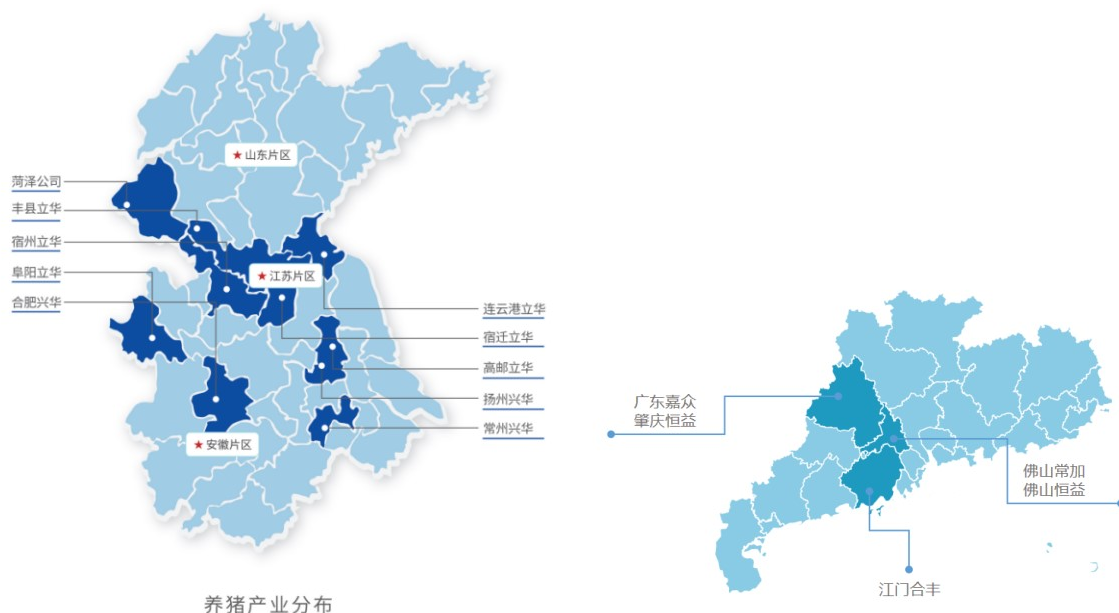 ★山东片区
菏泽公司
丰县立华
宿州立华
阜阳立华
合肥兴华
★江苏片区
连云港立华
宿迁立华
高邮立华
扬州兴华
常州兴华
★安徽片区
养猪产业分布
广东嘉众
肇庆恒益
佛山常加
佛山恒益
江门合丰